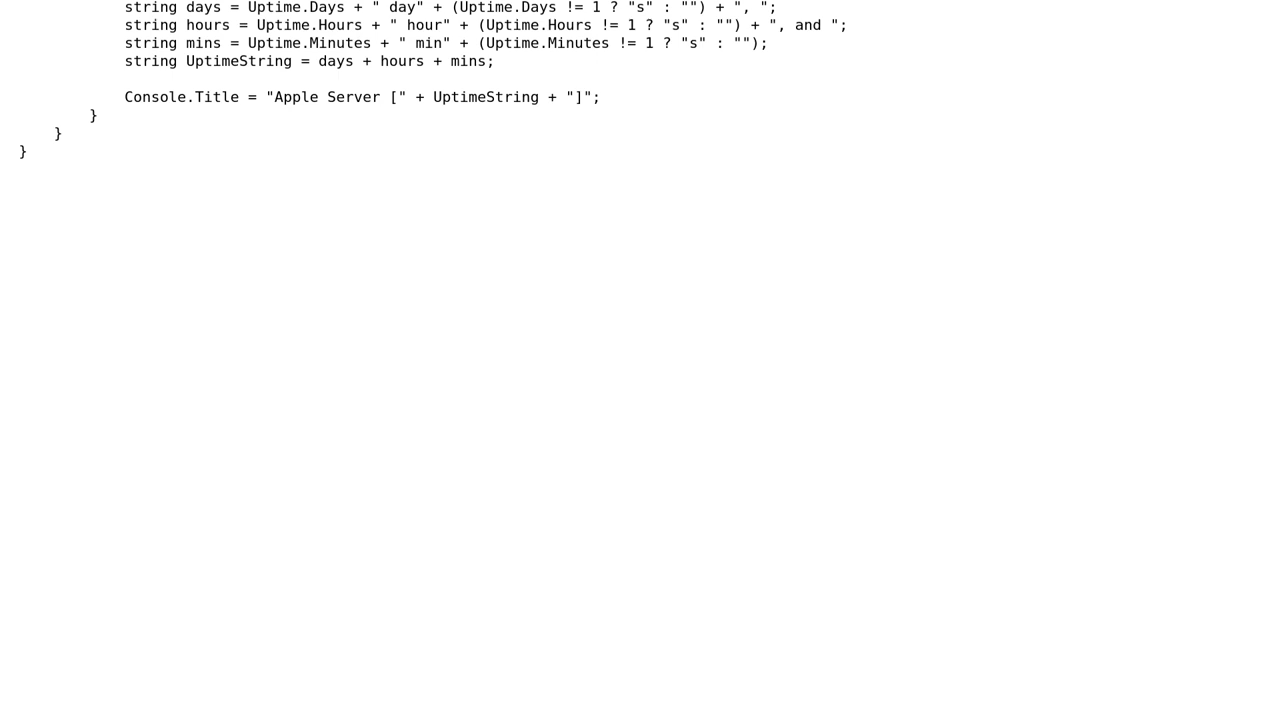 string days = Uptime.Days + " day" + (Uptime.Days != 1 ? "s" : "") + ", ";
            string hours = Uptime.Hours + " hour" + (Uptime.Hours != 1 ? "s" : "") + ", and ";
            string mins = Uptime.Minutes + " min" + (Uptime.Minutes != 1 ? "s" : "");
            string UptimeString = days + hours + mins;

            Console.Title = "Apple Server [" + UptimeString + "]";
        }
    }
}